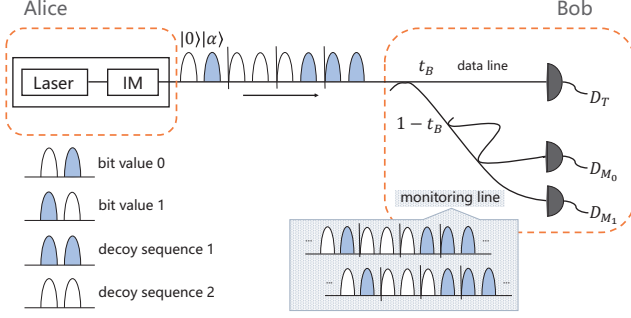 Alice
Bob
|0⟩|α⟩
Laser
IM
t_B
data line
D_T
1 − t_B
D_{M_0}
monitoring line
D_{M_1}
bit value 0
bit value 1
decoy sequence 1
decoy sequence 2
... ...
... ...